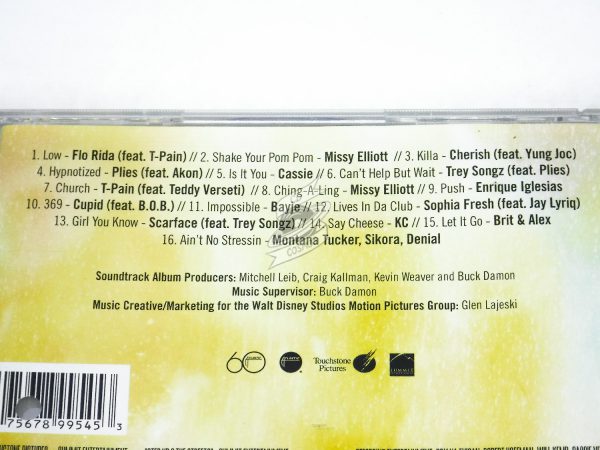 1. Low - Flo Rida (feat. T-Pain) // 2. Shake Your Pom Pom - Missy Elliott // 3. Killa - Cherish (feat. Yung Joc)
4. Hypnotized - Plies (feat. Akon) // 5. Is It You - Cassie // 6. Can't Help But Wait - Trey Songz (feat. Plies)
7. Church - T-Pain (feat. Teddy Verseti) // 8. Ching-A-Ling - Missy Elliott // 9. Push - Enrique Iglesias
10. 369 - Cupid (feat. B.O.B.) // 11. Impossible - Bayje // 12. Lives In Da Club - Sophia Fresh (feat. Jay Lyriq)
13. Girl You Know - Scarface (feat. Trey Songz) // 14. Say Cheese - KC // 15. Let It Go - Brit & Alex
16. Ain't No Stressin - Montana Tucker, Sikora, Denial
Soundtrack Album Producers: Mitchell Leib, Craig Kallman, Kevin Weaver and Buck Damon
Music Supervisor: Buck Damon
Music Creative/Marketing for the Walt Disney Studios Motion Pictures Group: Glen Lajeski
60
Touchstone
Pictures
SUMMIT
75678 99545 3